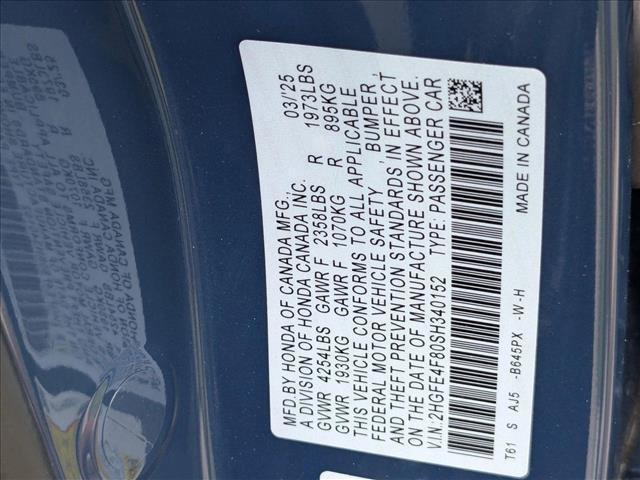 MFD.BY HONDA OF CANADA MFG., 03/'25
A DIVISION OF HONDA CANADA INC.
GVWR 4254LBS GAWR F 2358LBS R 1973LBS
GVWR 1930KG GAWR F 1070KG R 895KG
THIS VEHICLE CONFORMS TO ALL APPLICABLE
FEDERAL MOTOR VEHICLE SAFETY, BUMPER,
AND THEFT PREVENTION STANDARDS IN EFFECT
ON THE DATE OF MANUFACTURE SHOWN ABOVE.
V.I.N:2HGFE4F80SH340152 TYPE: PASSENGER CAR
T61 S AJ5 -B645PX -W-H MADE IN CANADA